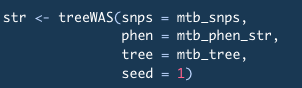 str <- treeWAS(snps = mtb_snps,
phen = mtb_phen_str,
tree = mtb_tree,
seed = 1)